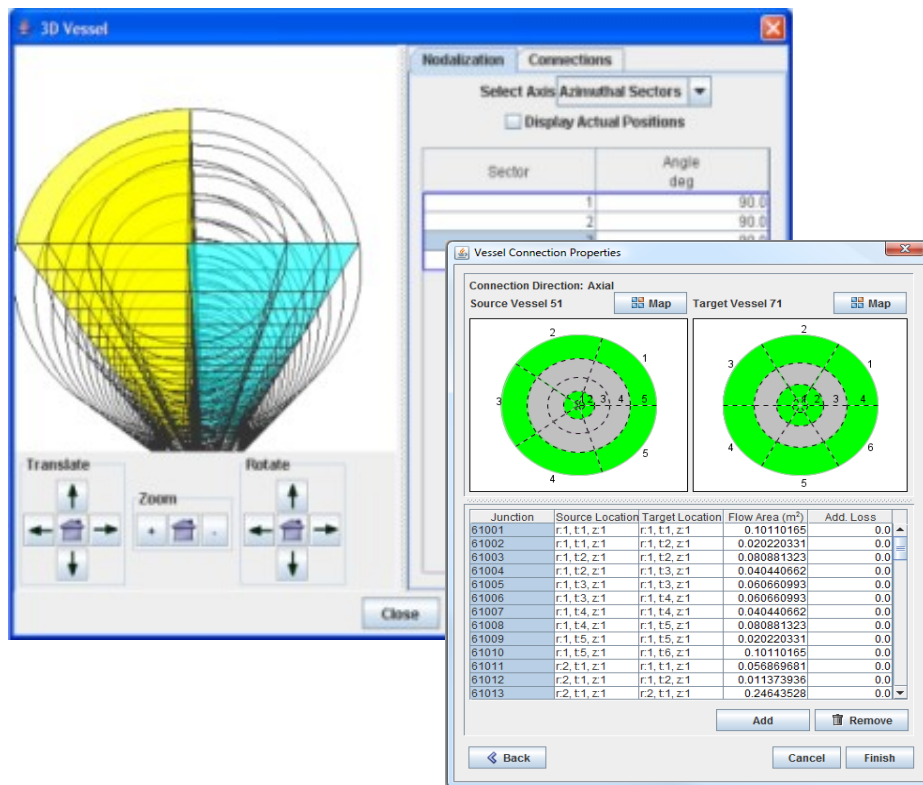 3D Vessel
Nodalization Connections
Select Axis Azimuthal Sectors
Display Actual Positions
Sector Angle deg
1 90.0
2 90.0
Translate
Zoom
+ -
Rotate
Close
Vessel Connection Properties
Connection Direction: Axial
Source Vessel 51 Map Target Vessel 71 Map
2
1
3
1 2 3 4 5
4
5
2
3
1
1 2 3 4
4
6
5
Junction Source Location Target Location Flow Area (m²) Add. Loss
61001 r:1, t:1, z:1 r:1, t:1, z:1 0.10110165 0.0
61002 r:1, t:1, z:1 r:1, t:2, z:1 0.020220331 0.0
61003 r:1, t:2, z:1 r:1, t:2, z:1 0.080881323 0.0
61004 r:1, t:2, z:1 r:1, t:3, z:1 0.040440662 0.0
61005 r:1, t:3, z:1 r:1, t:3, z:1 0.060660993 0.0
61006 r:1, t:3, z:1 r:1, t:4, z:1 0.060660993 0.0
61007 r:1, t:4, z:1 r:1, t:4, z:1 0.040440662 0.0
61008 r:1, t:4, z:1 r:1, t:5, z:1 0.080881323 0.0
61009 r:1, t:5, z:1 r:1, t:5, z:1 0.020220331 0.0
61010 r:1, t:5, z:1 r:1, t:6, z:1 0.10110165 0.0
61011 r:2, t:1, z:1 r:1, t:1, z:1 0.056869681 0.0
61012 r:2, t:1, z:1 r:1, t:2, z:1 0.011373936 0.0
61013 r:2, t:1, z:1 r:2, t:1, z:1 0.24643528 0.0
Add Remove
Back Cancel Finish